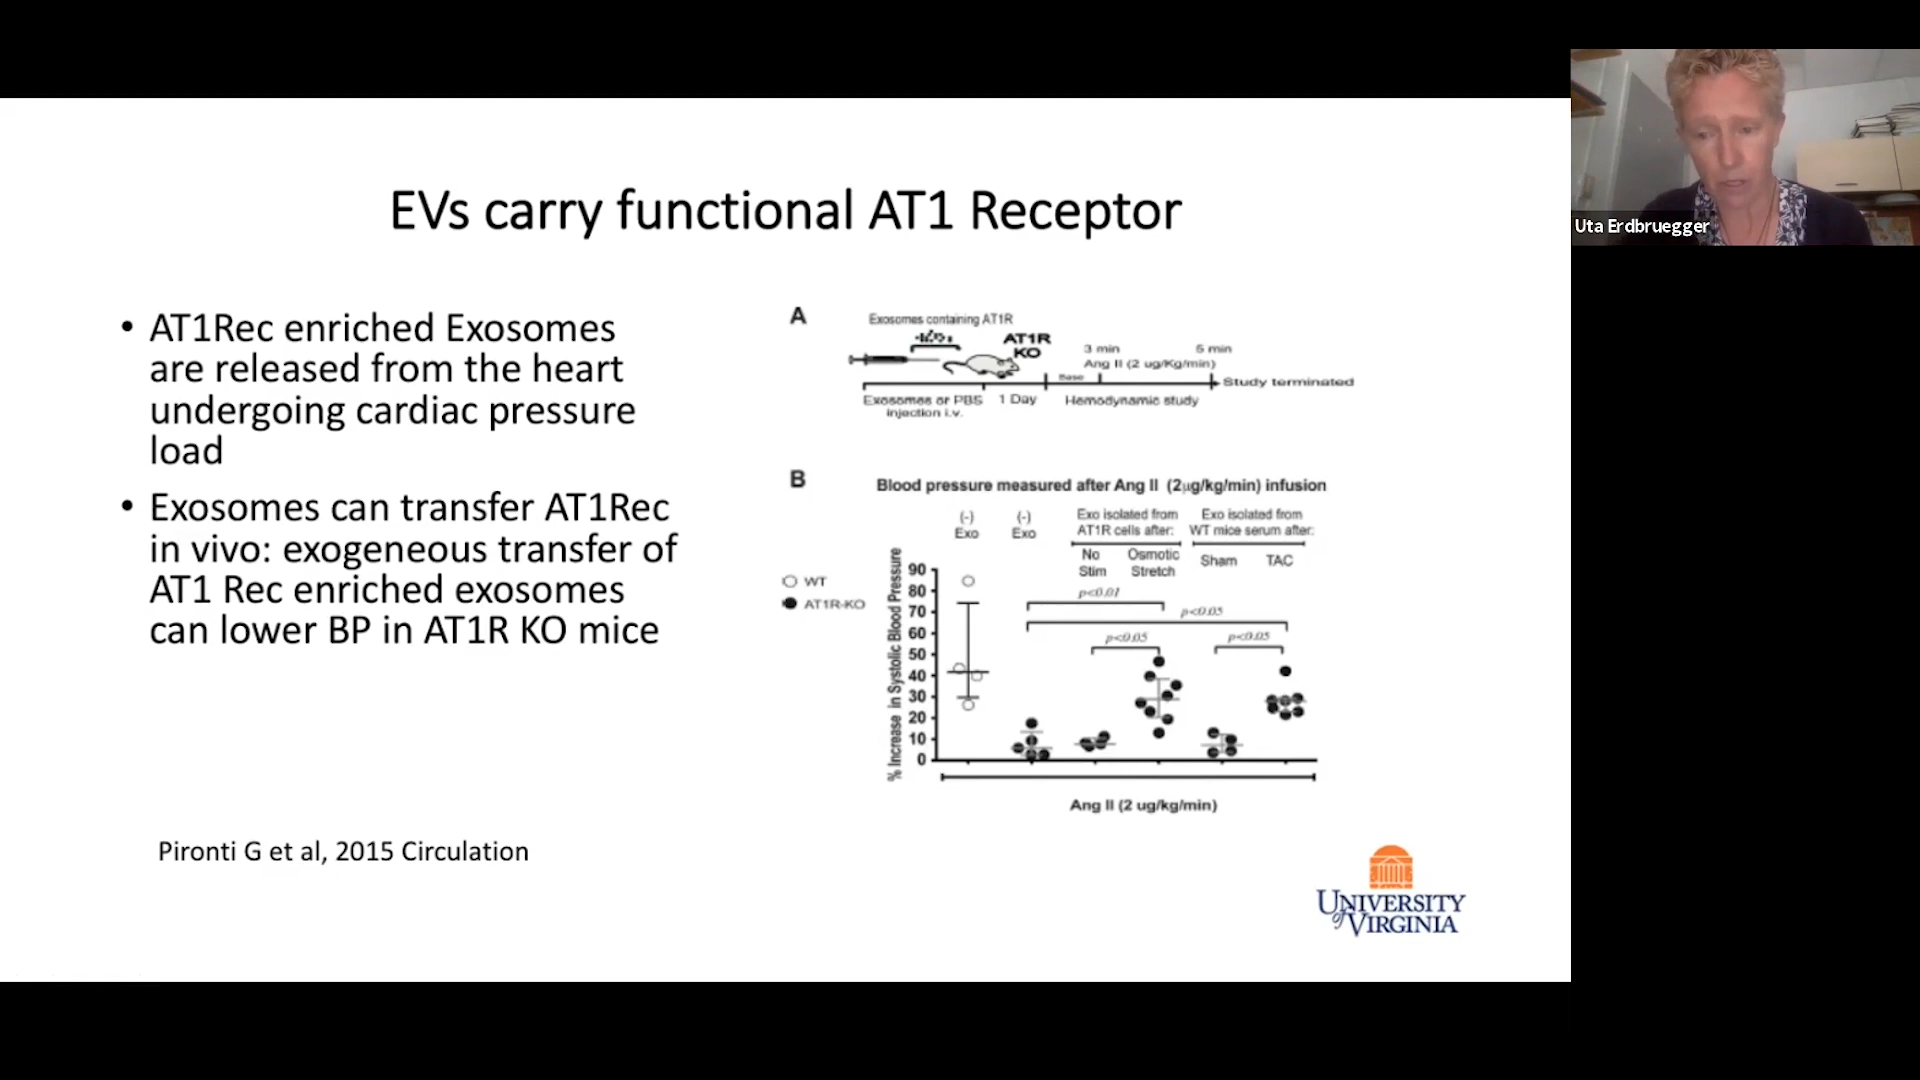 EVs carry functional AT1 Receptor
Uta Erdbruegger
• AT1Rec enriched Exosomes
are released from the heart
undergoing cardiac pressure
load
• Exosomes can transfer AT1Rec
in vivo: exogeneous transfer of
AT1 Rec enriched exosomes
can lower BP in AT1R KO mice
Pironti G et al, 2015 Circulation
A
Exosomes containing AT1R
AT1R
KO
3 min
5 min
Ang II (2 ug/Kg/min)
Base
Study terminated
Exosomes or PBS
injection i.v.
1 Day
Hemodynamic study
B
Blood pressure measured after Ang II (2μg/kg/min) infusion
(-)
Exo
(-)
Exo
Exo isolated from
AT1R cells after:
No
Stim
Osmotic
Stretch
Exo isolated from
WT mice serum after:
Sham
TAC
WT
AT1R-KO
% Increase in Systolic Blood Pressure
90
80
70
60
50
40
30
20
10
0
p<0.01
p<0.05
p<0.05
p<0.05
Ang II (2 ug/kg/min)
UNIVERSITY
of VIRGINIA